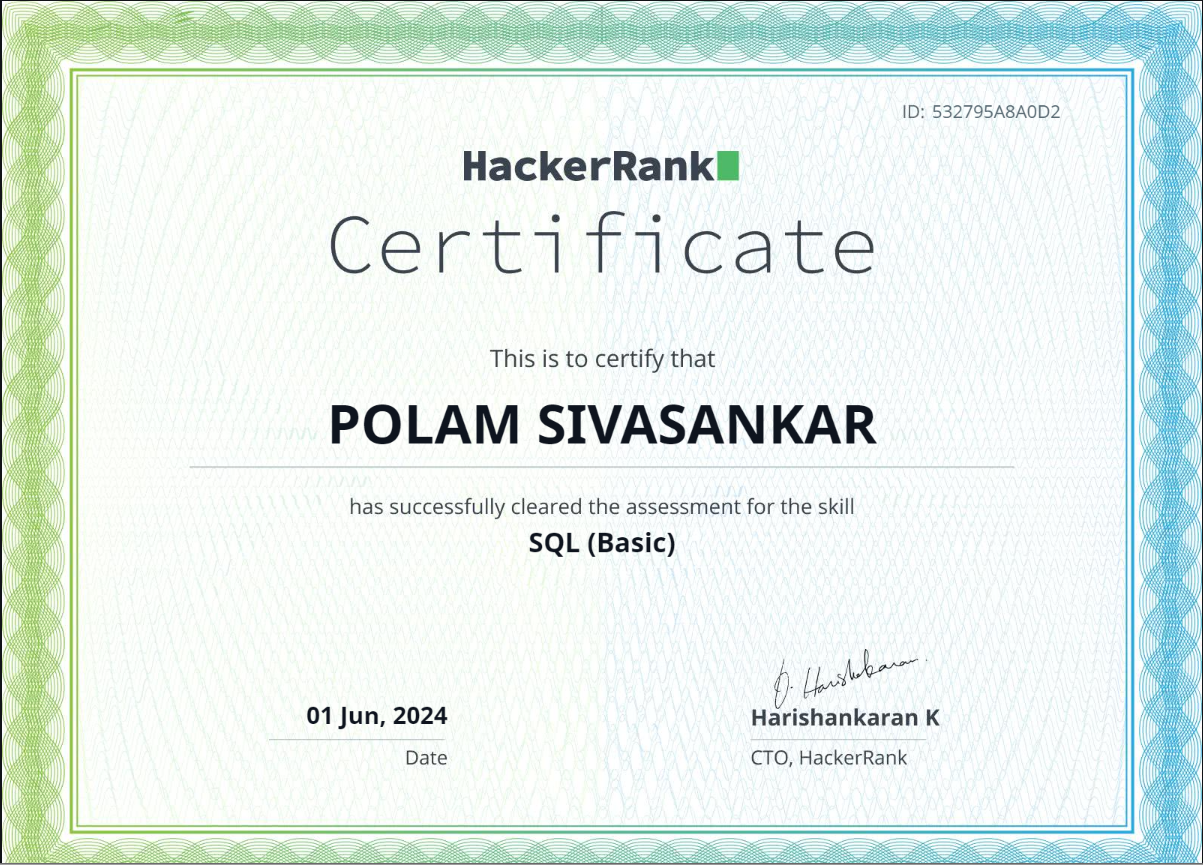 ID: 532795A8A0D2
HackerRank
Certificate
This is to certify that
POLAM SIVASANKAR
has successfully cleared the assessment for the skill
SQL (Basic)
01 Jun, 2024
Date
Harishankaran K
CTO, HackerRank